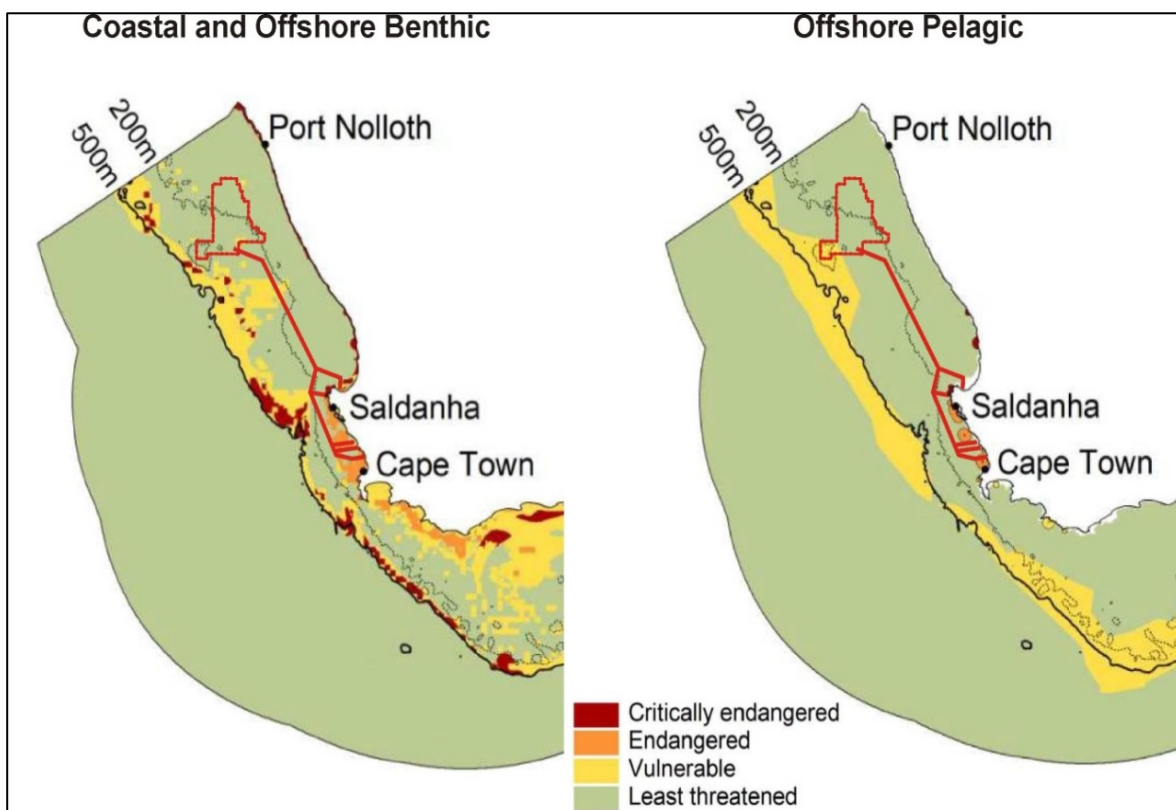 Coastal and Offshore Benthic
200m
500m
Port Nolloth
Saldanha
Cape Town
Offshore Pelagic
200m
500m
Port Nolloth
Saldanha
Cape Town
Critically endangered
Endangered
Vulnerable
Least threatened